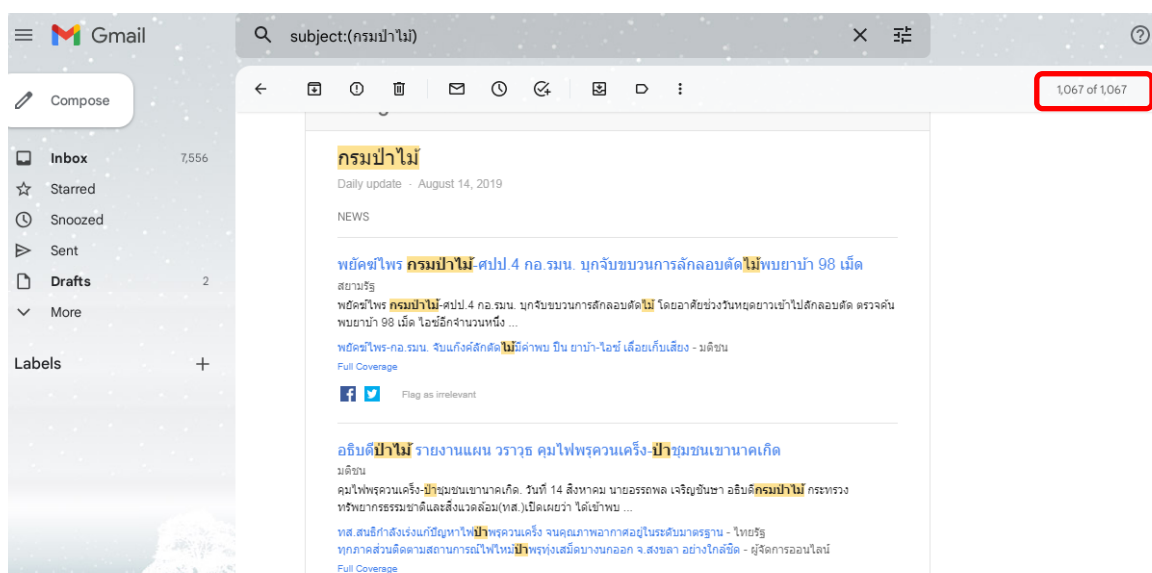 Gmail
subject:(กรมป่าไม้)
Compose
1,067 of 1,067
Inbox 7,556
Starred
Snoozed
Sent
Drafts 2
More
Labels
กรมป่าไม้
Daily update · August 14, 2019
NEWS
พยัคฆ์ไพร กรมป่าไม้-ศปป.4 กอ.รมน. บุกจับขบวนการลักลอบตัดไม้พบยาบ้า 98 เม็ด
สยามรัฐ
พยัคฆ์ไพร กรมป่าไม้-ศปป.4 กอ.รมน. บุกจับขบวนการลักลอบตัดไม้ โดยอาศัยช่วงวันหยุดยาวเข้าไปลักลอบตัด ตรวจค้น
พบยาบ้า 98 เม็ด ไอซ์อีกจำนวนหนึ่ง ...
พยัคฆ์ไพร-กอ.รมน. จับแก๊งค์ลักตัดไม้มีค่าพบ ปืน ยาบ้า-ไอซ์ เลื่อยเก็บเสียง - มติชน
Full Coverage
Flag as irrelevant
อธิบดีป่าไม้ รายงานแผน วราวุธ คุมไฟพรุควนเคร็ง-ป่าชุมชนเขานาคเกิด
มติชน
คุมไฟพรุควนเคร็ง-ป่าชุมชนเขานาคเกิด. วันที่ 14 สิงหาคม นายอรรถพล เจริญชันษา อธิบดีกรมป่าไม้ กระทรวง
ทรัพยากรธรรมชาติและสิ่งแวดล้อม(ทส.)เปิดเผยว่า ได้เข้าพบ ...
ทส.สนธิกำลังเร่งแก้ปัญหาไฟป่าพรุควนเคร็ง จนคุณภาพอากาศอยู่ในระดับมาตรฐาน - ไทยรัฐ
ทุกภาคส่วนติดตามสถานการณ์ไฟไหม้ป่าพรุทุ่งเสม็ดบางนกออก จ.สงขลา อย่างใกล้ชิด - ผู้จัดการออนไลน์
Full Coverage